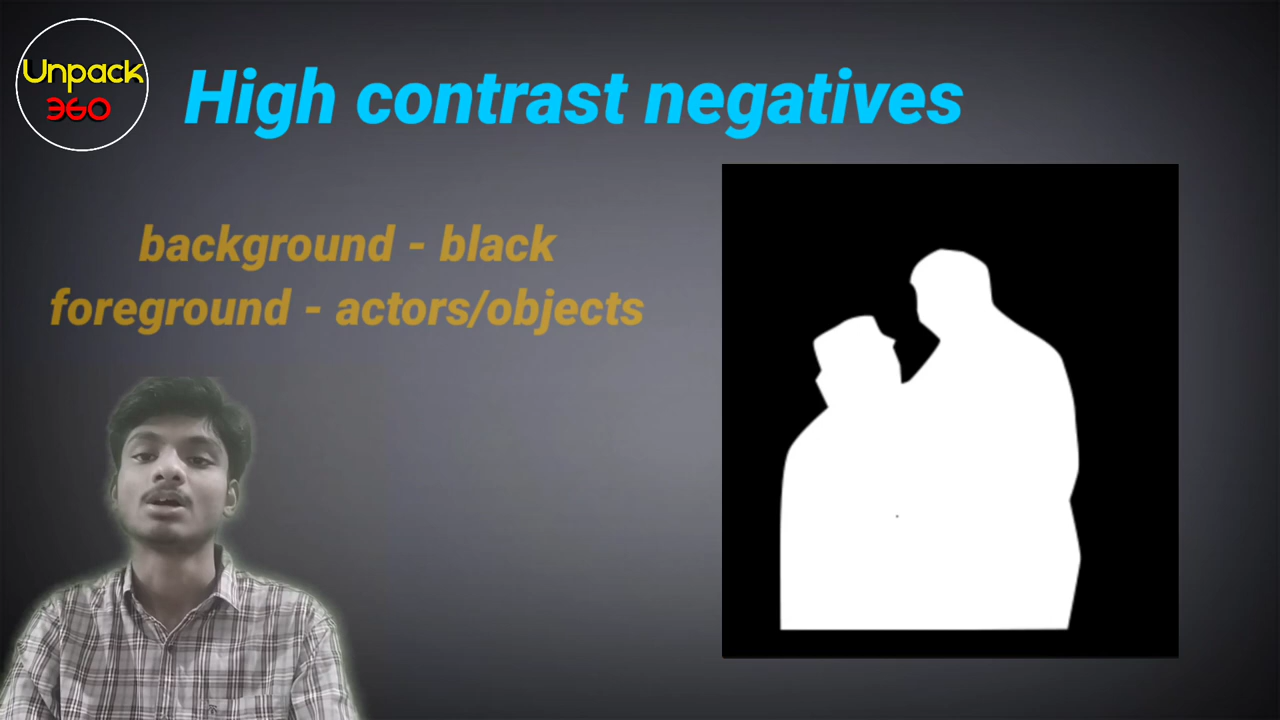 Unpack
360
High contrast negatives
background - black
foreground - actors/objects